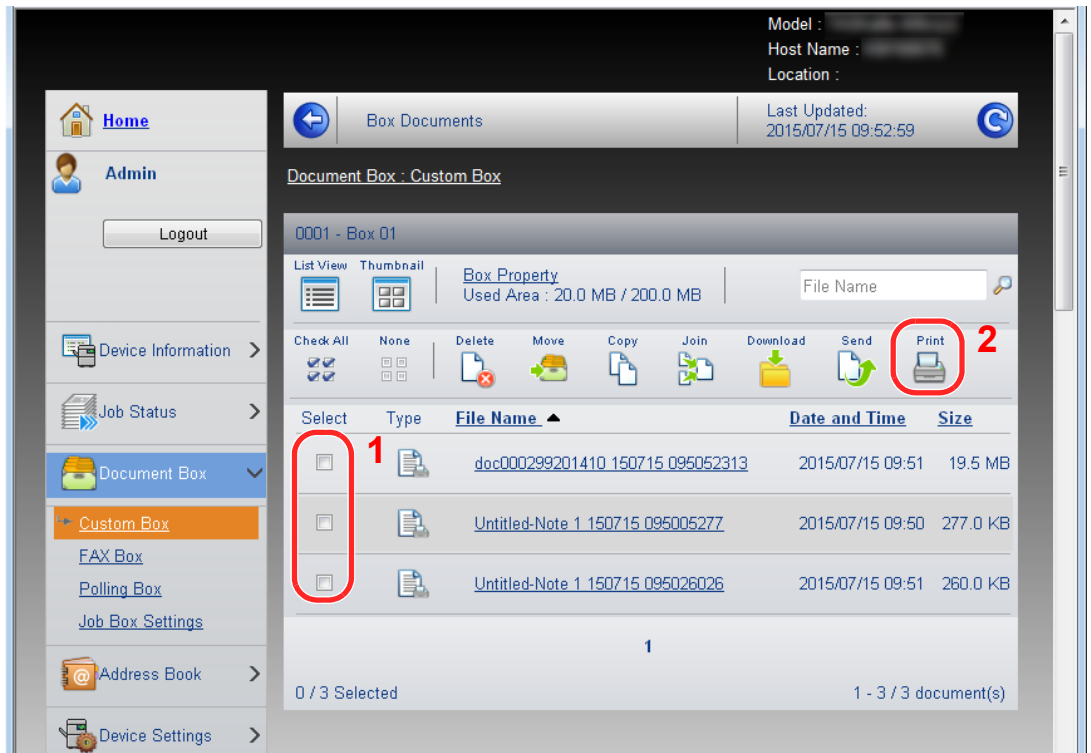 Model :
Host Name :
Location :
Home
Admin
Logout
Device Information
Job Status
Document Box
Custom Box
FAX Box
Polling Box
Job Box Settings
Address Book
Device Settings
Box Documents
Last Updated:
2015/07/15 09:52:59
Document Box : Custom Box
0001 - Box 01
List View Thumbnail
Box Property
Used Area : 20.0 MB / 200.0 MB
File Name
Check All None Delete Move Copy Join Download Send Print
2
Select Type File Name Date and Time Size
1
doc000299201410 150715 095052313 2015/07/15 09:51 19.5 MB
Untitled-Note 1 150715 095005277 2015/07/15 09:50 277.0 KB
Untitled-Note 1 150715 095026026 2015/07/15 09:51 260.0 KB
1
0 / 3 Selected 1 - 3 / 3 document(s)